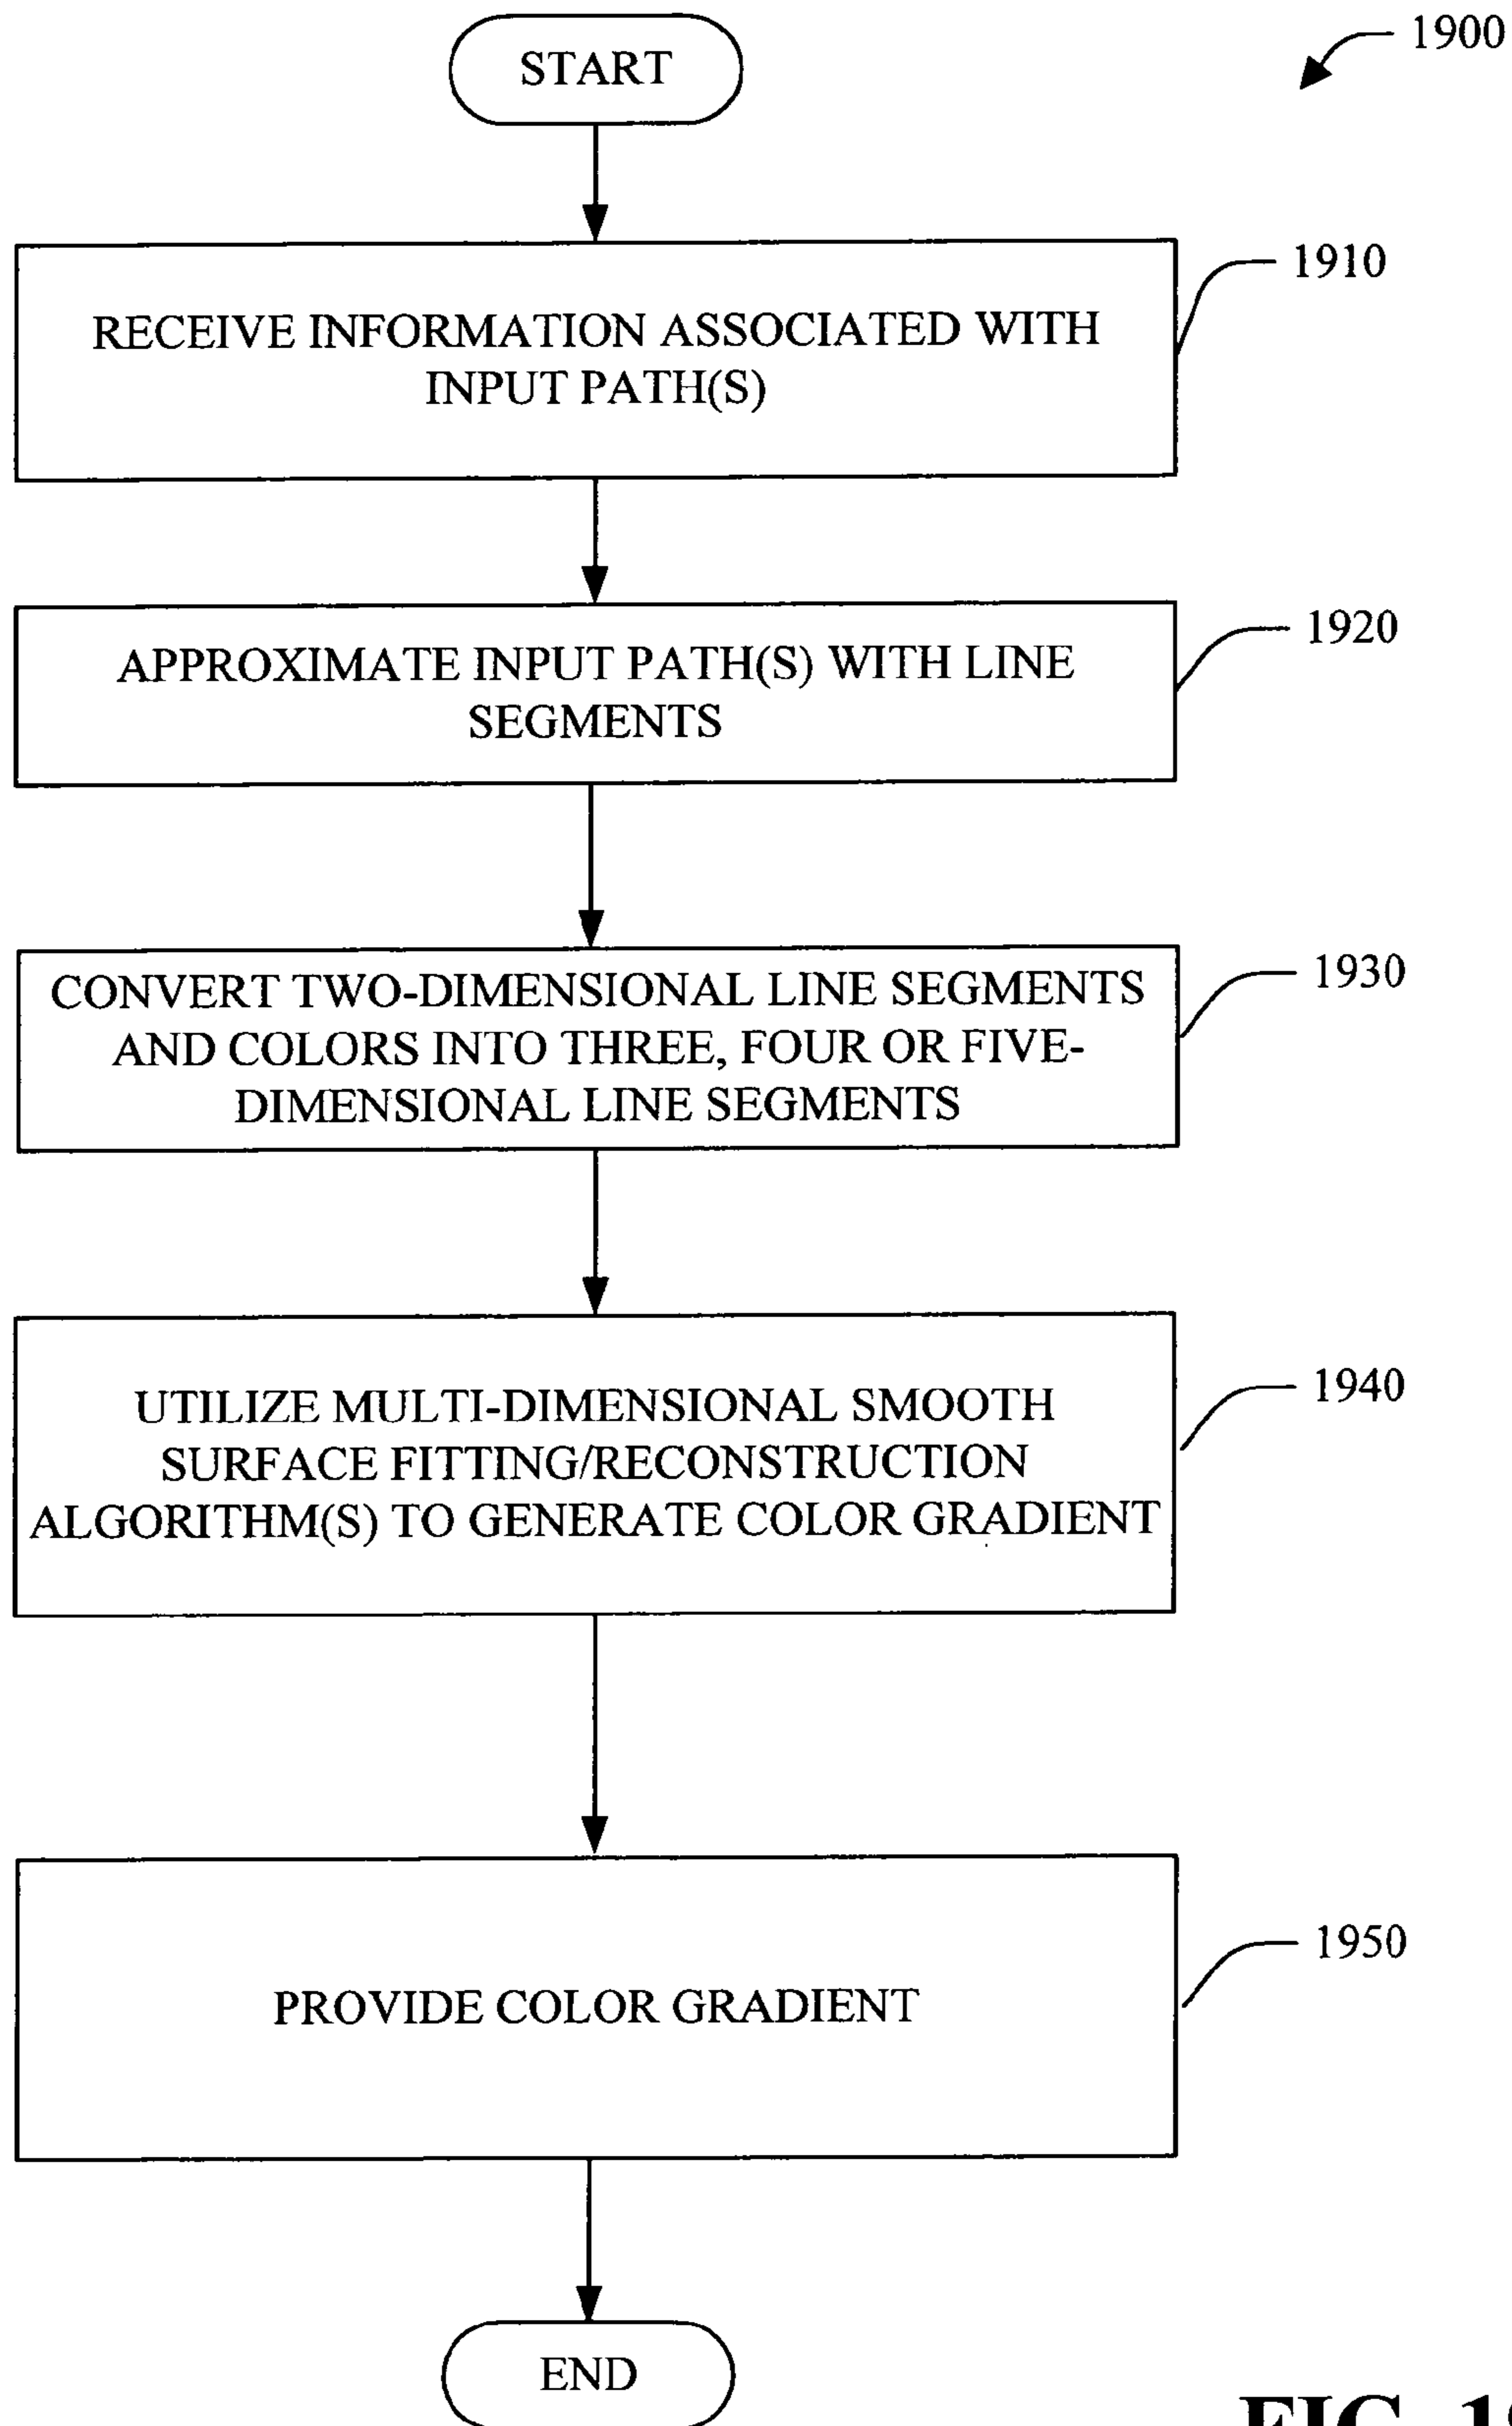 START
1900
1910
RECEIVE INFORMATION ASSOCIATED WITH
INPUT PATH(S)
1920
APPROXIMATE INPUT PATH(S) WITH LINE
SEGMENTS
1930
CONVERT TWO-DIMENSIONAL LINE SEGMENTS
AND COLORS INTO THREE, FOUR OR FIVE-
DIMENSIONAL LINE SEGMENTS
1940
UTILIZE MULTI-DIMENSIONAL SMOOTH
SURFACE FITTING/RECONSTRUCTION
ALGORITHM(S) TO GENERATE COLOR GRADIENT
1950
PROVIDE COLOR GRADIENT
END
FIG.